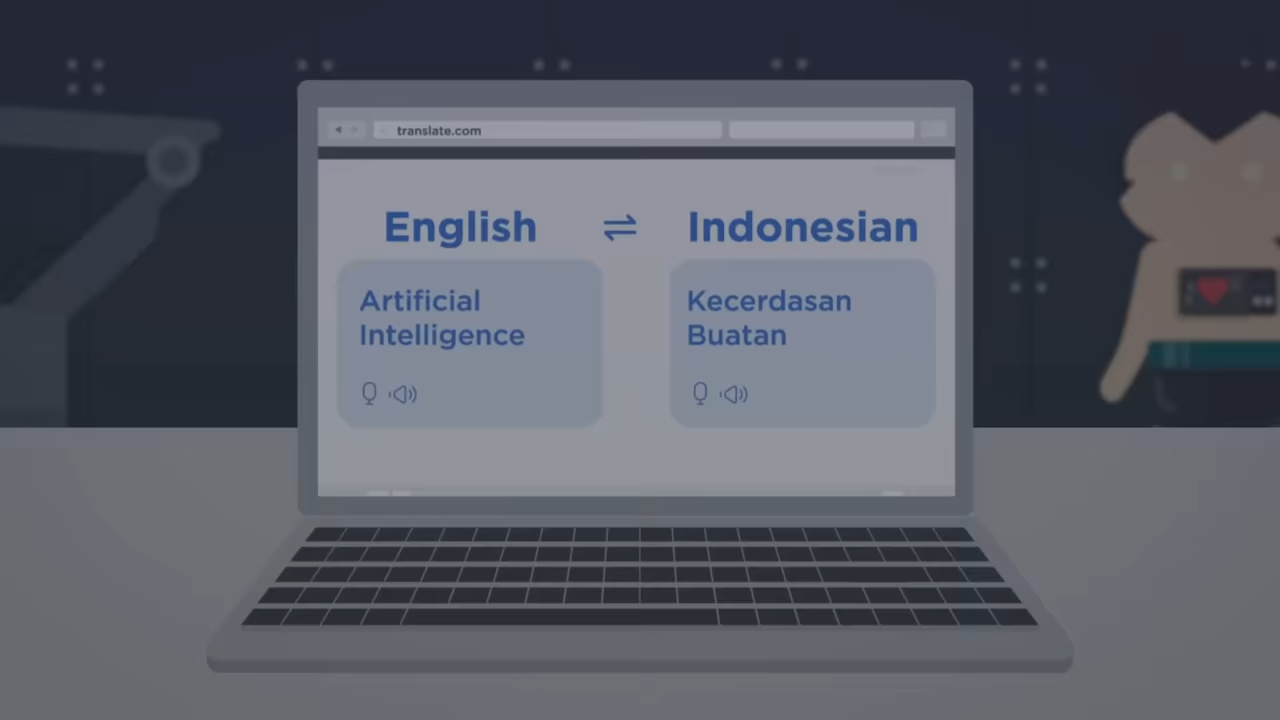 translate.com
English ⇌ Indonesian
Artificial
Intelligence
Kecerdasan
Buatan